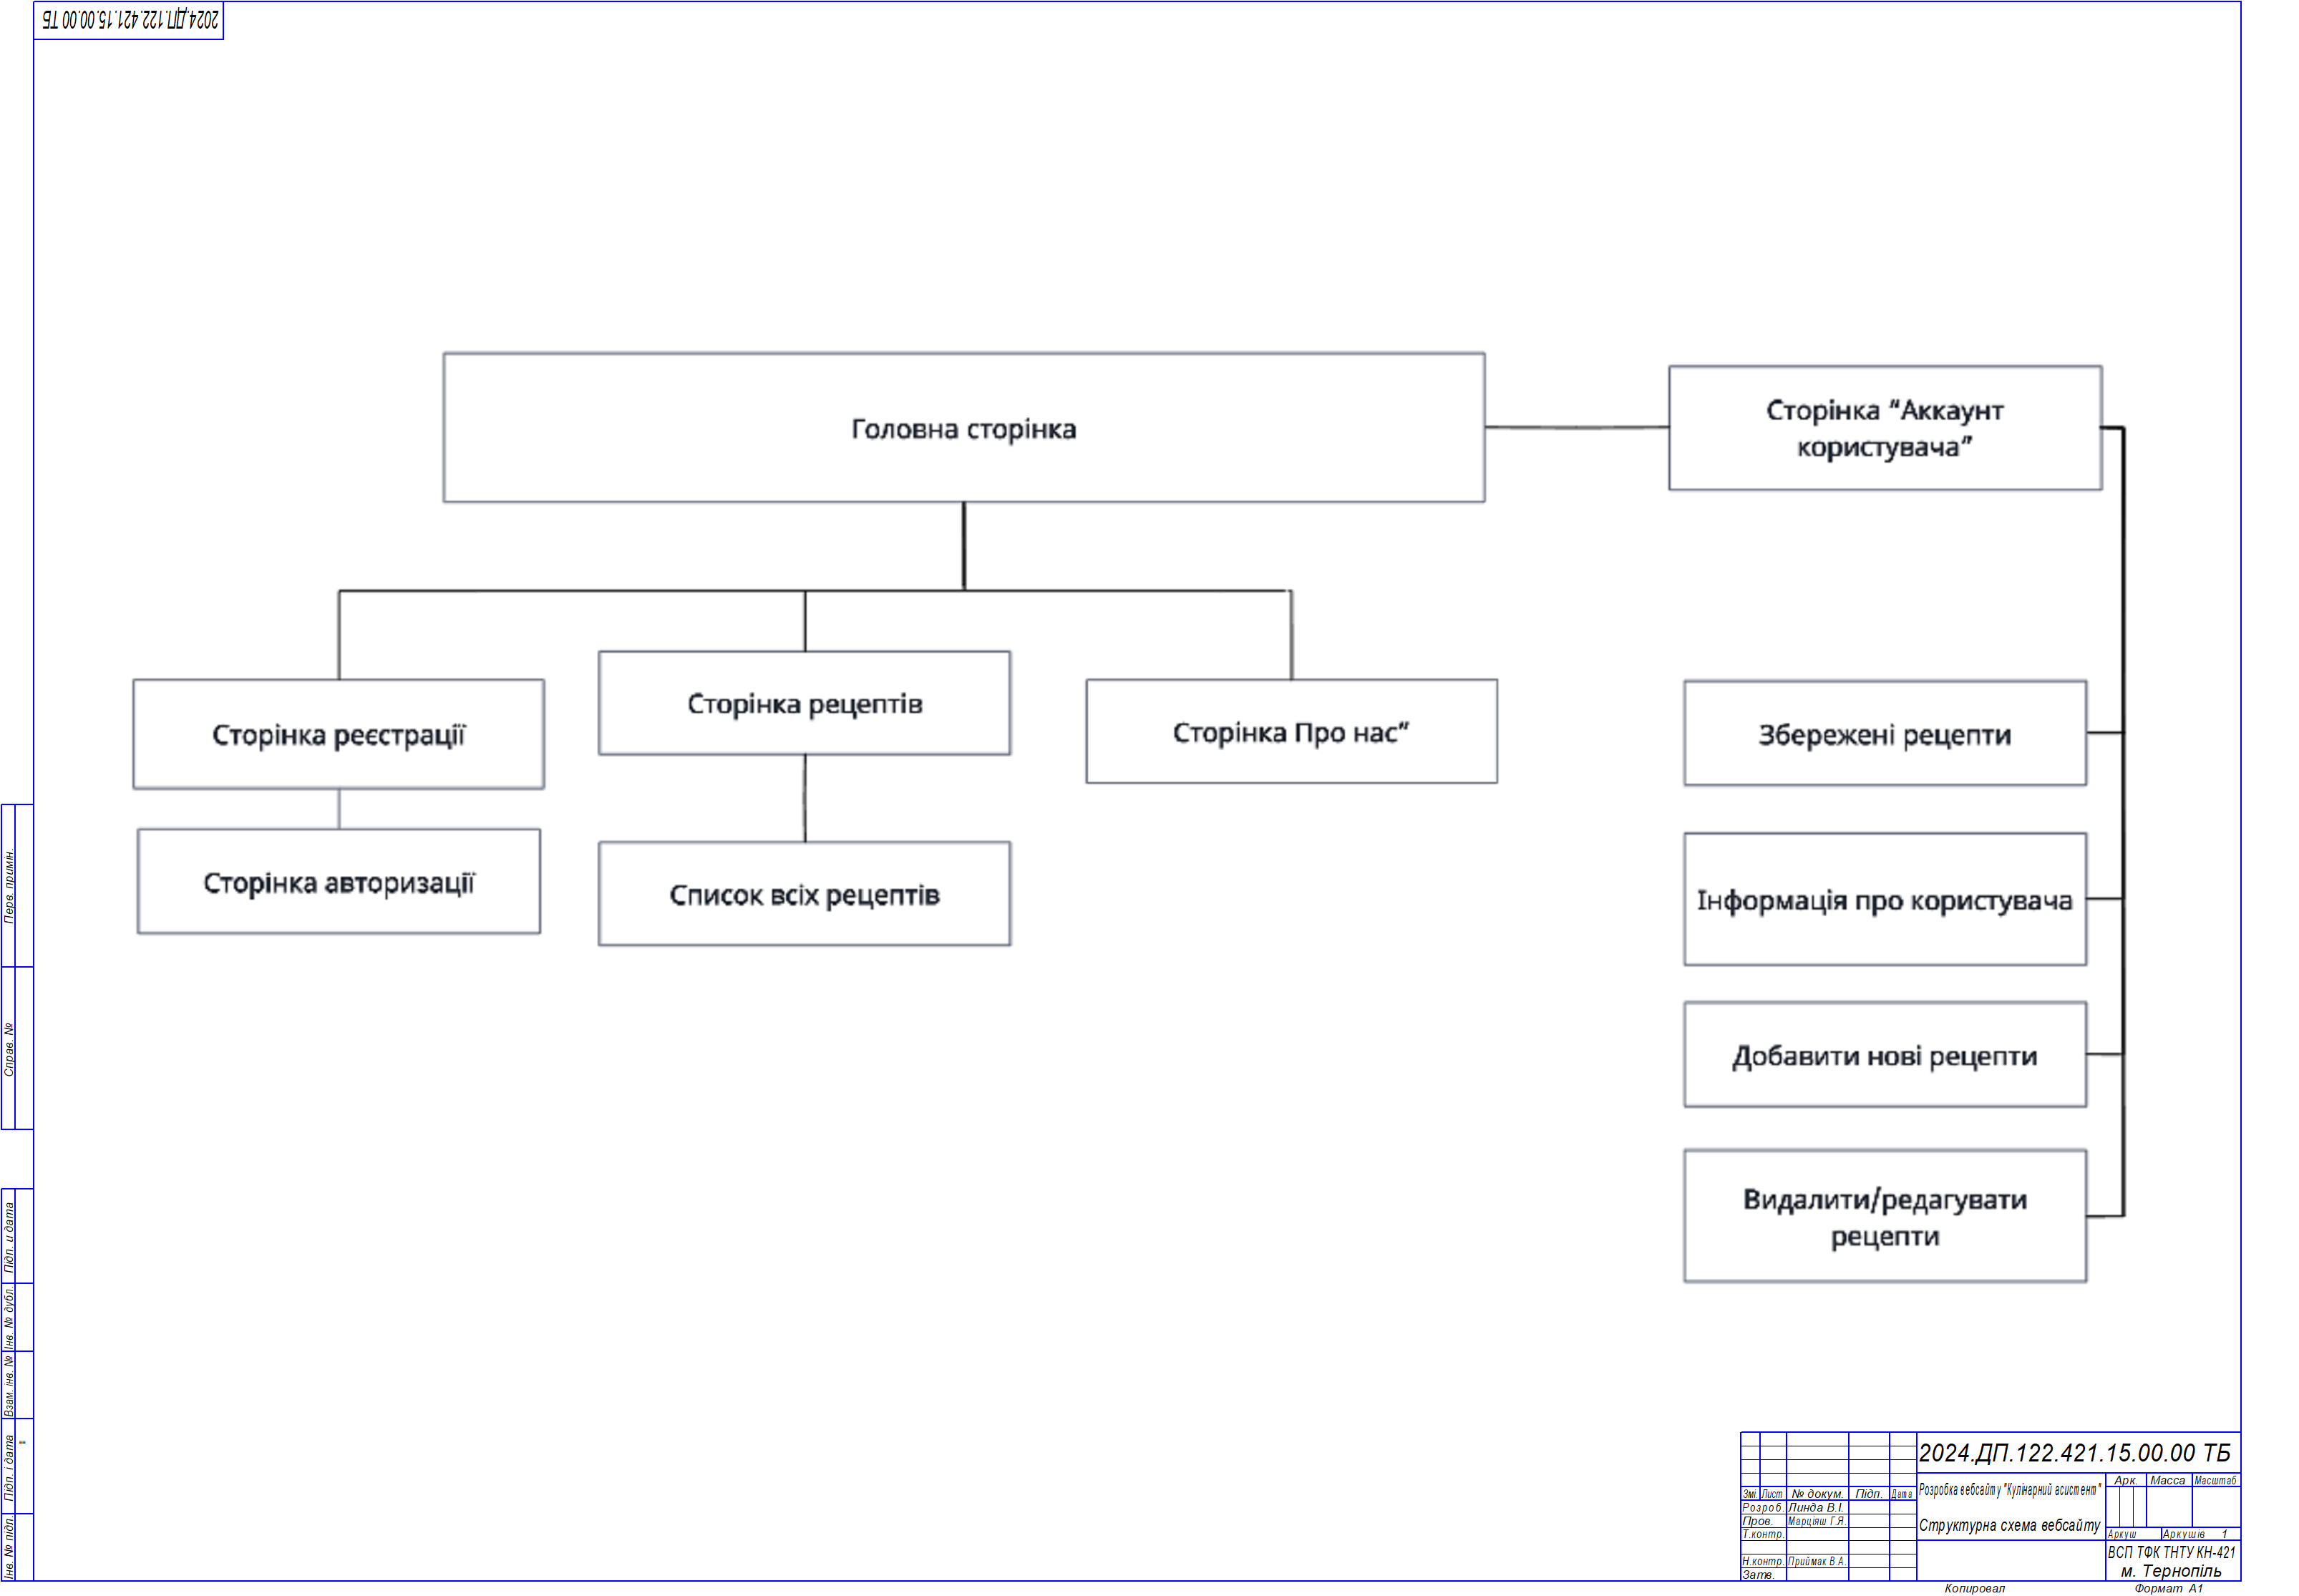 2024.ДП.122.421.15.00.00 ТБ
Головна сторінка
Сторінка “Аккаунт
користувача”
Сторінка реєстрації
Сторінка рецептів
Сторінка Про нас”
Збережені рецепти
Сторінка авторизації
Список всіх рецептів
Інформація про користувача
Добавити нові рецепти
Видалити/редагувати
рецепти
Перв. примін.
Справ. №
Підп. и дата
Інв. № дубл.
Взам. інв. №
Підп. і дата
Інв. № підп.
2024.ДП.122.421.15.00.00 ТБ
Змі. Лист № докум. Підп. Дата
Розроб. Линда В.І.
Пров. Марціяш Г.Я.
Т.контр.
Н.контр. Приймак В.А.
Затв.
Розробка вебсайту "Кулінарний асистент"
Структурна схема вебсайту
Арк. Масса Масштаб
Аркуш Аркушів 1
ВСП ТФК ТНТУ КН-421
м. Тернопіль
Копировал Формат А1